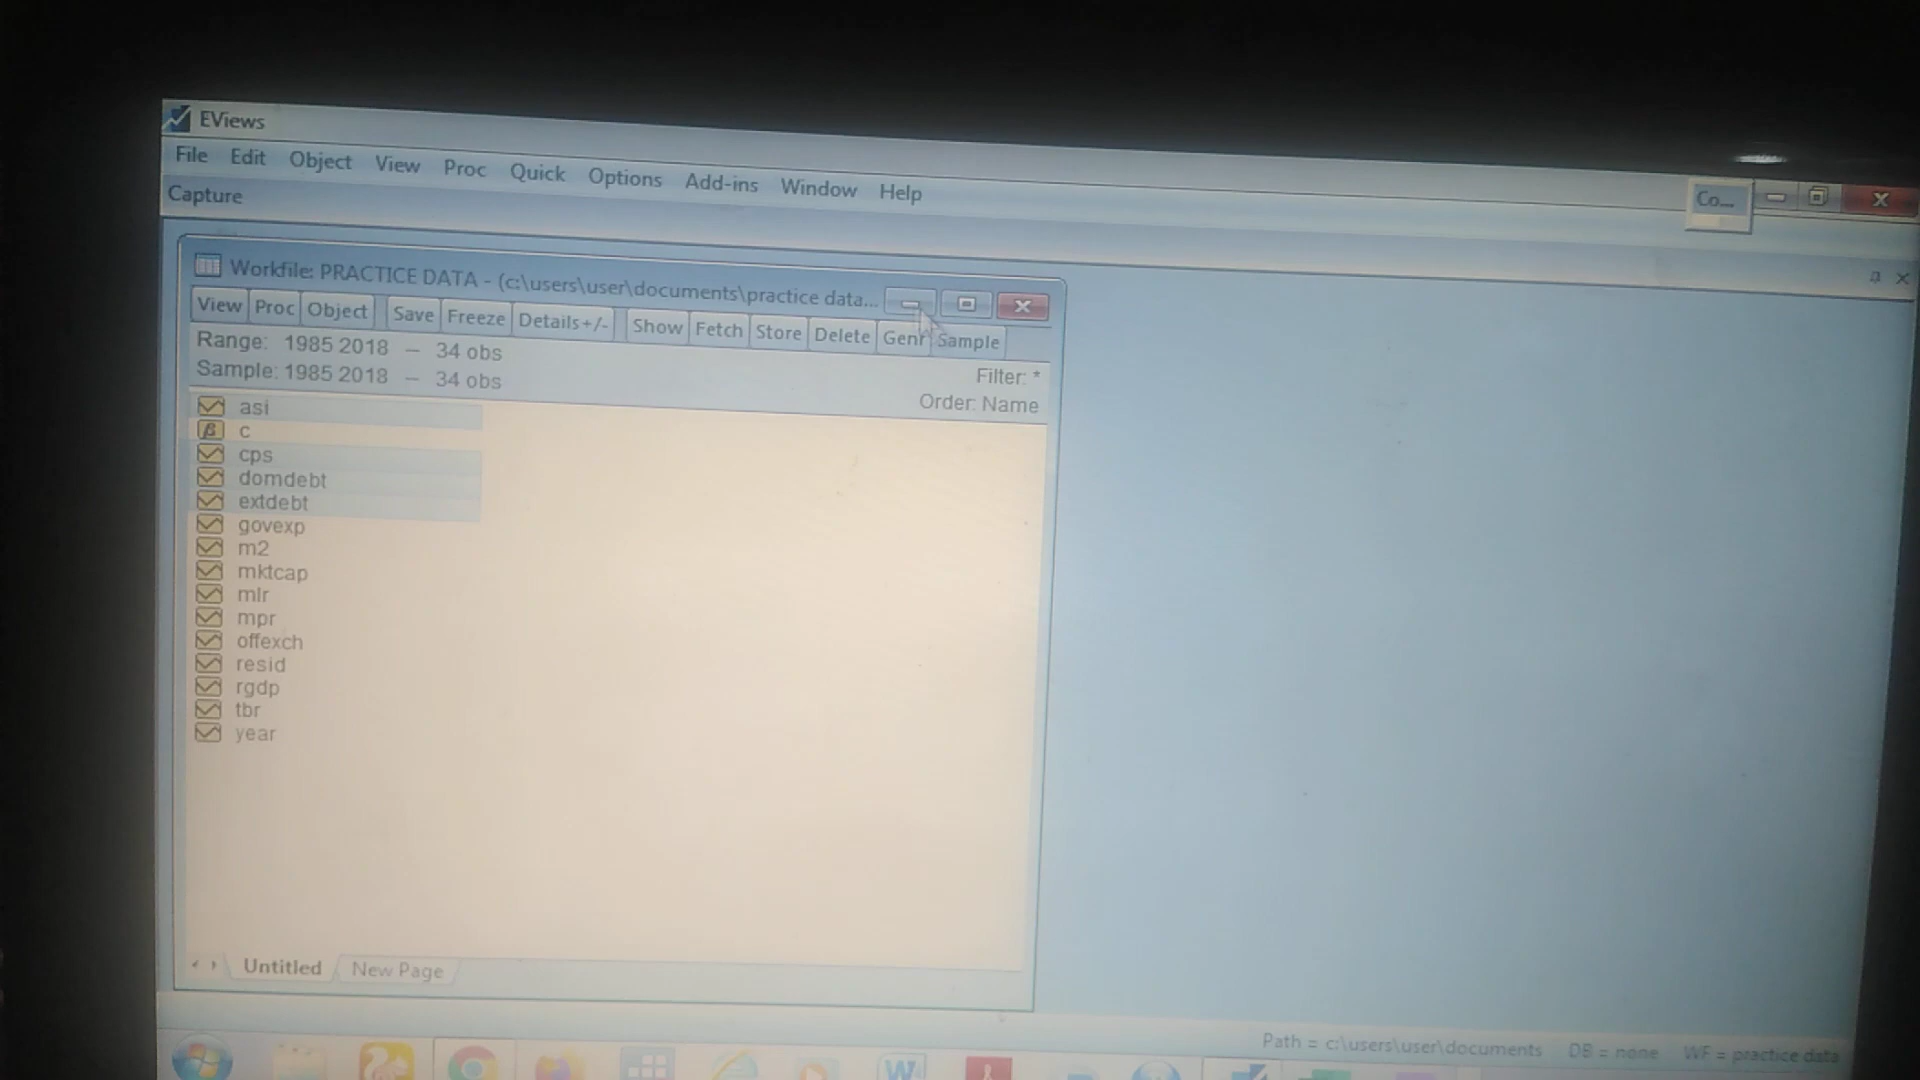 EViews
File Edit Object View Proc Quick Options Add-ins Window Help
Co...
Capture
Workfile: PRACTICE DATA - (c:\users\user\documents\practice data...
View Proc Object Save Freeze Details+/- Show Fetch Store Delete Genr Sample
Range: 1985 2018 — 34 obs
Filter: *
Sample: 1985 2018 — 34 obs
Order: Name
asi
β c
cps
domdebt
extdebt
govexp
m2
mktcap
mlr
mpr
offexch
resid
rgdp
tbr
year
Untitled New Page
Path = c:\users\user\documents DB = none WF = practice data
W